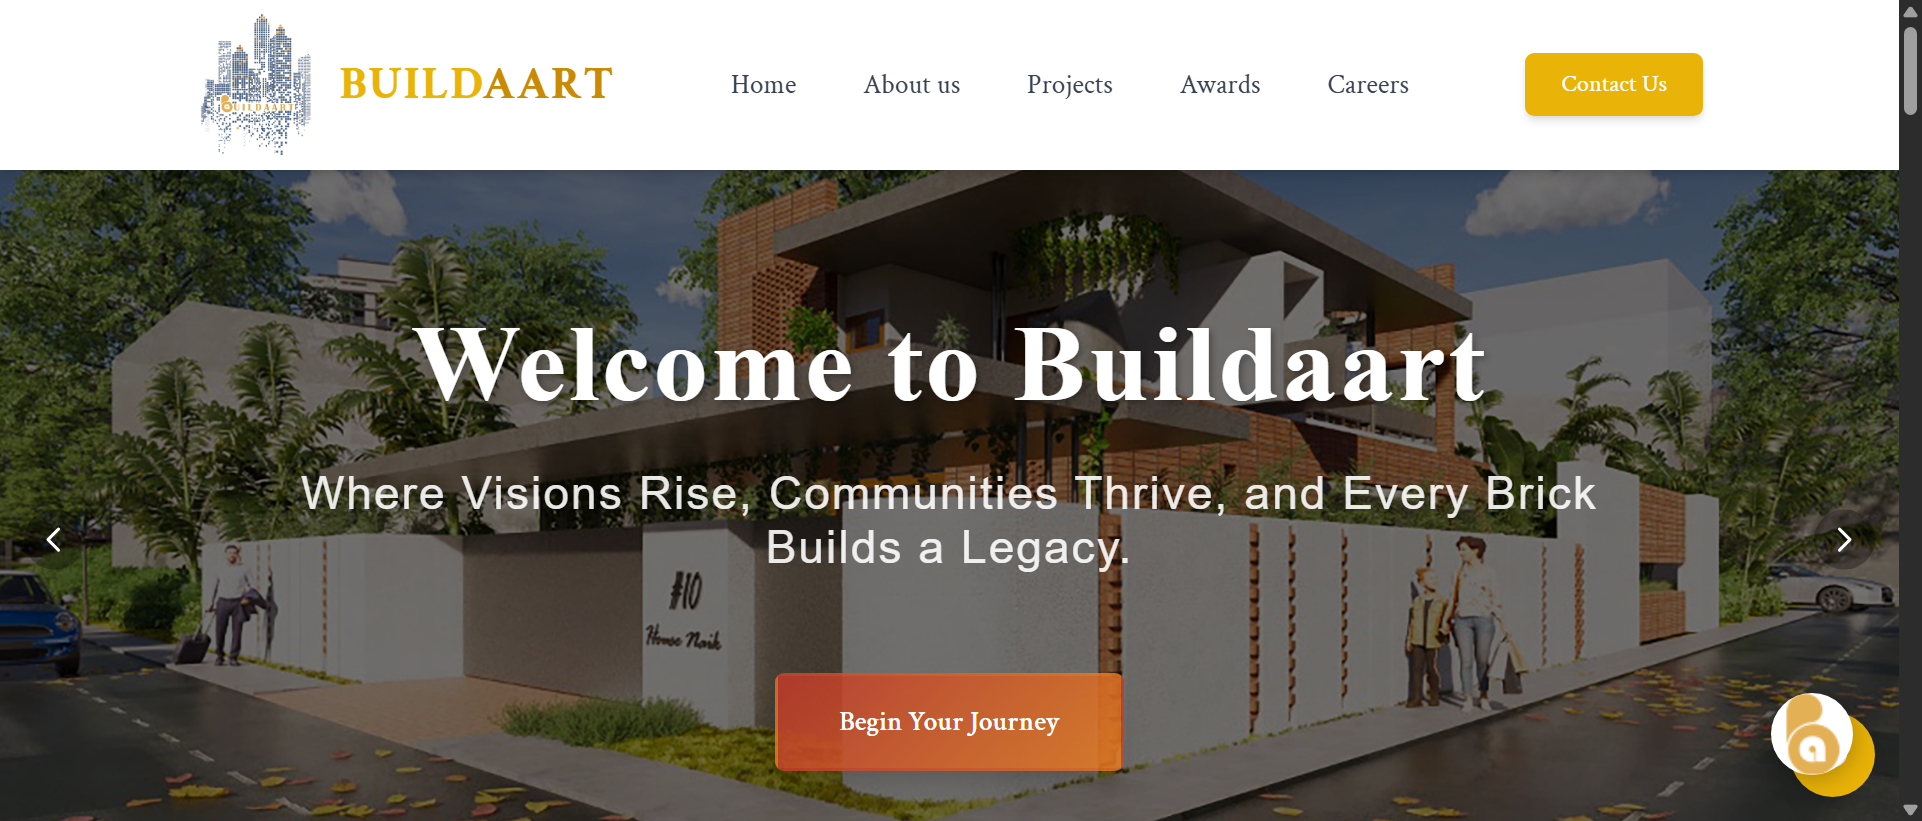 BUILDAART
BUILDAART
Home
About us
Projects
Awards
Careers
Contact Us
Welcome to Buildaart
Where Visions Rise, Communities Thrive, and Every Brick
Builds a Legacy.
#10
House Naik
Begin Your Journey
ba